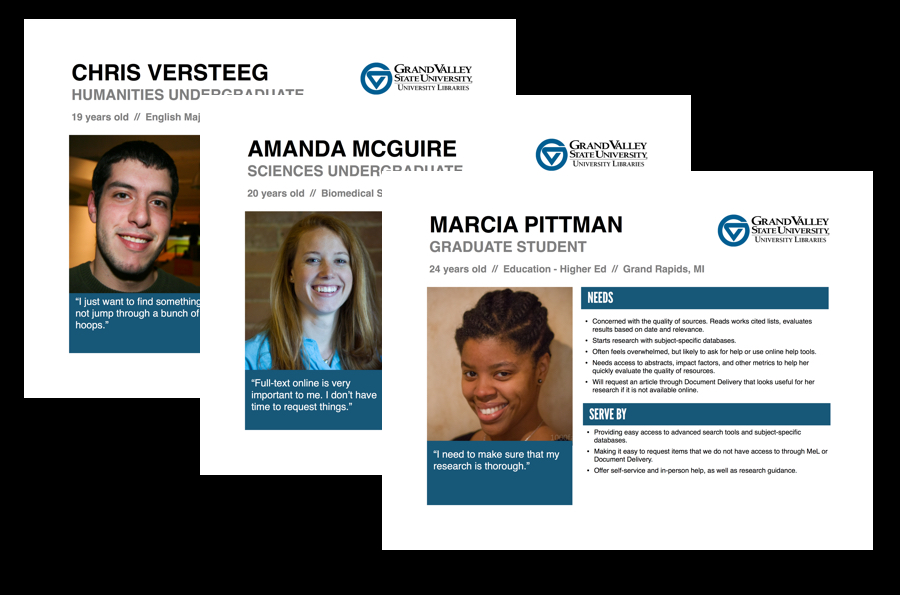 CHRIS VERSTEEG
HUMANITIES UNDERGRADUATE
19 years old // English Maj
GRAND VALLEY
STATE UNIVERSITY
UNIVERSITY LIBRARIES
“I just want to find something
not jump through a bunch of
hoops.”
AMANDA MCGUIRE
SCIENCES UNDERGRADUATE
20 years old // Biomedical S
GRAND VALLEY
STATE UNIVERSITY
UNIVERSITY LIBRARIES
“Full-text online is very
important to me. I don’t have
time to request things.”
MARCIA PITTMAN
GRADUATE STUDENT
24 years old // Education - Higher Ed // Grand Rapids, MI
GRAND VALLEY
STATE UNIVERSITY
UNIVERSITY LIBRARIES
“I need to make sure that my
research is thorough.”
NEEDS
• Concerned with the quality of sources. Reads works cited lists, evaluates
results based on date and relevance.
• Starts research with subject-specific databases.
• Often feels overwhelmed, but likely to ask for help or use online help tools.
• Needs access to abstracts, impact factors, and other metrics to help her
quickly evaluate the quality of resources.
• Will request an article through Document Delivery that looks useful for her
research if it is not available online.
SERVE BY
• Providing easy access to advanced search tools and subject-specific
databases.
• Making it easy to request items that we do not have access to through MeL or
Document Delivery.
• Offer self-service and in-person help, as well as research guidance.